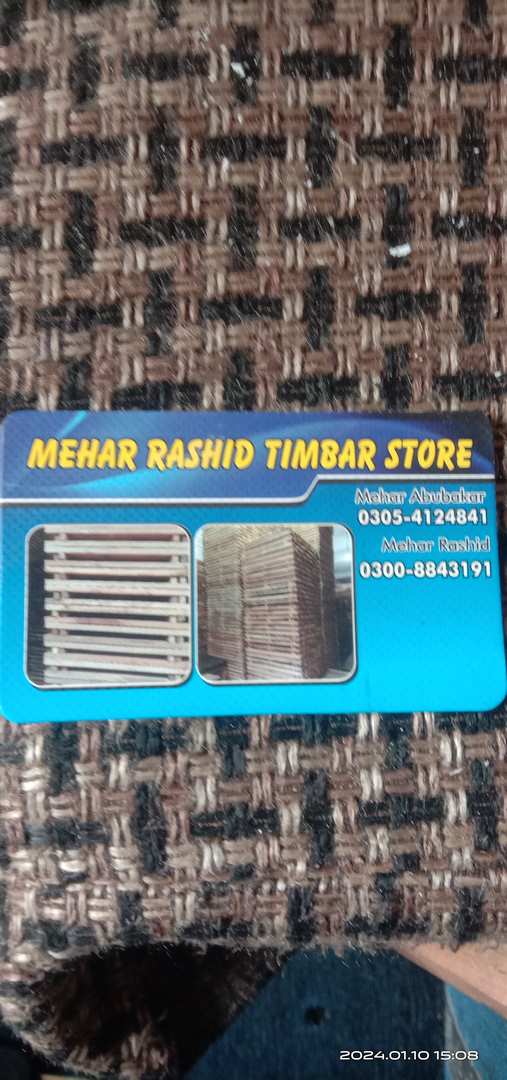 MEHAR RASHID TIMBAR STORE
Mehar Abubakar
0305-4124841
Mehar Rashid
0300-8843191
2024.01.10 15:08